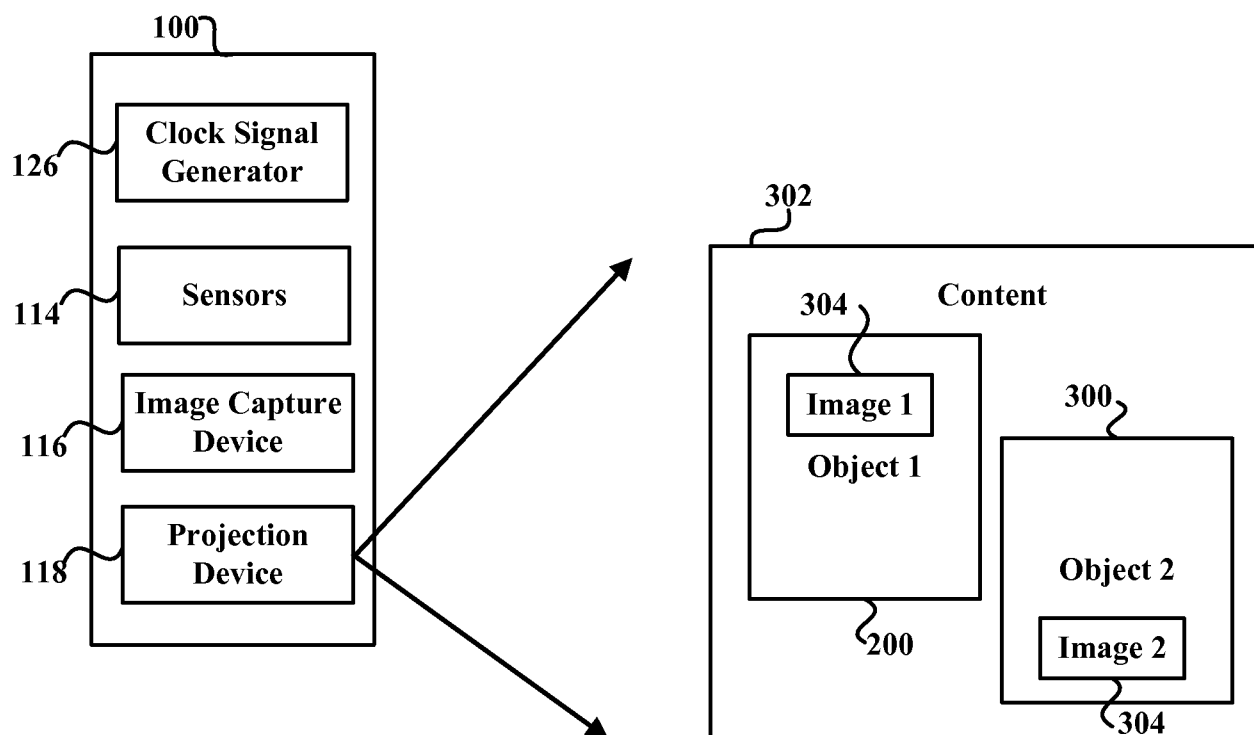 100
Clock Signal
Generator
126
Sensors
114
Image Capture
Device
116
Projection
Device
118
302
Content
304
Image 1
Object 1
200
300
Object 2
Image 2
304